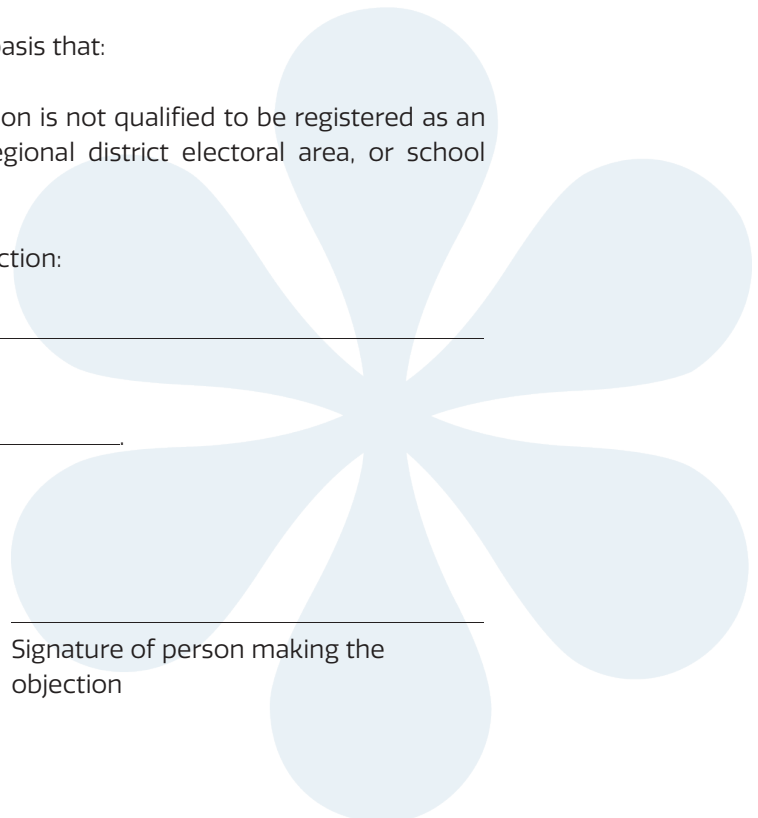 asis that:
on is not qualified to be registered as an
egional district electoral area, or school
ction:
.
Signature of person making the
objection